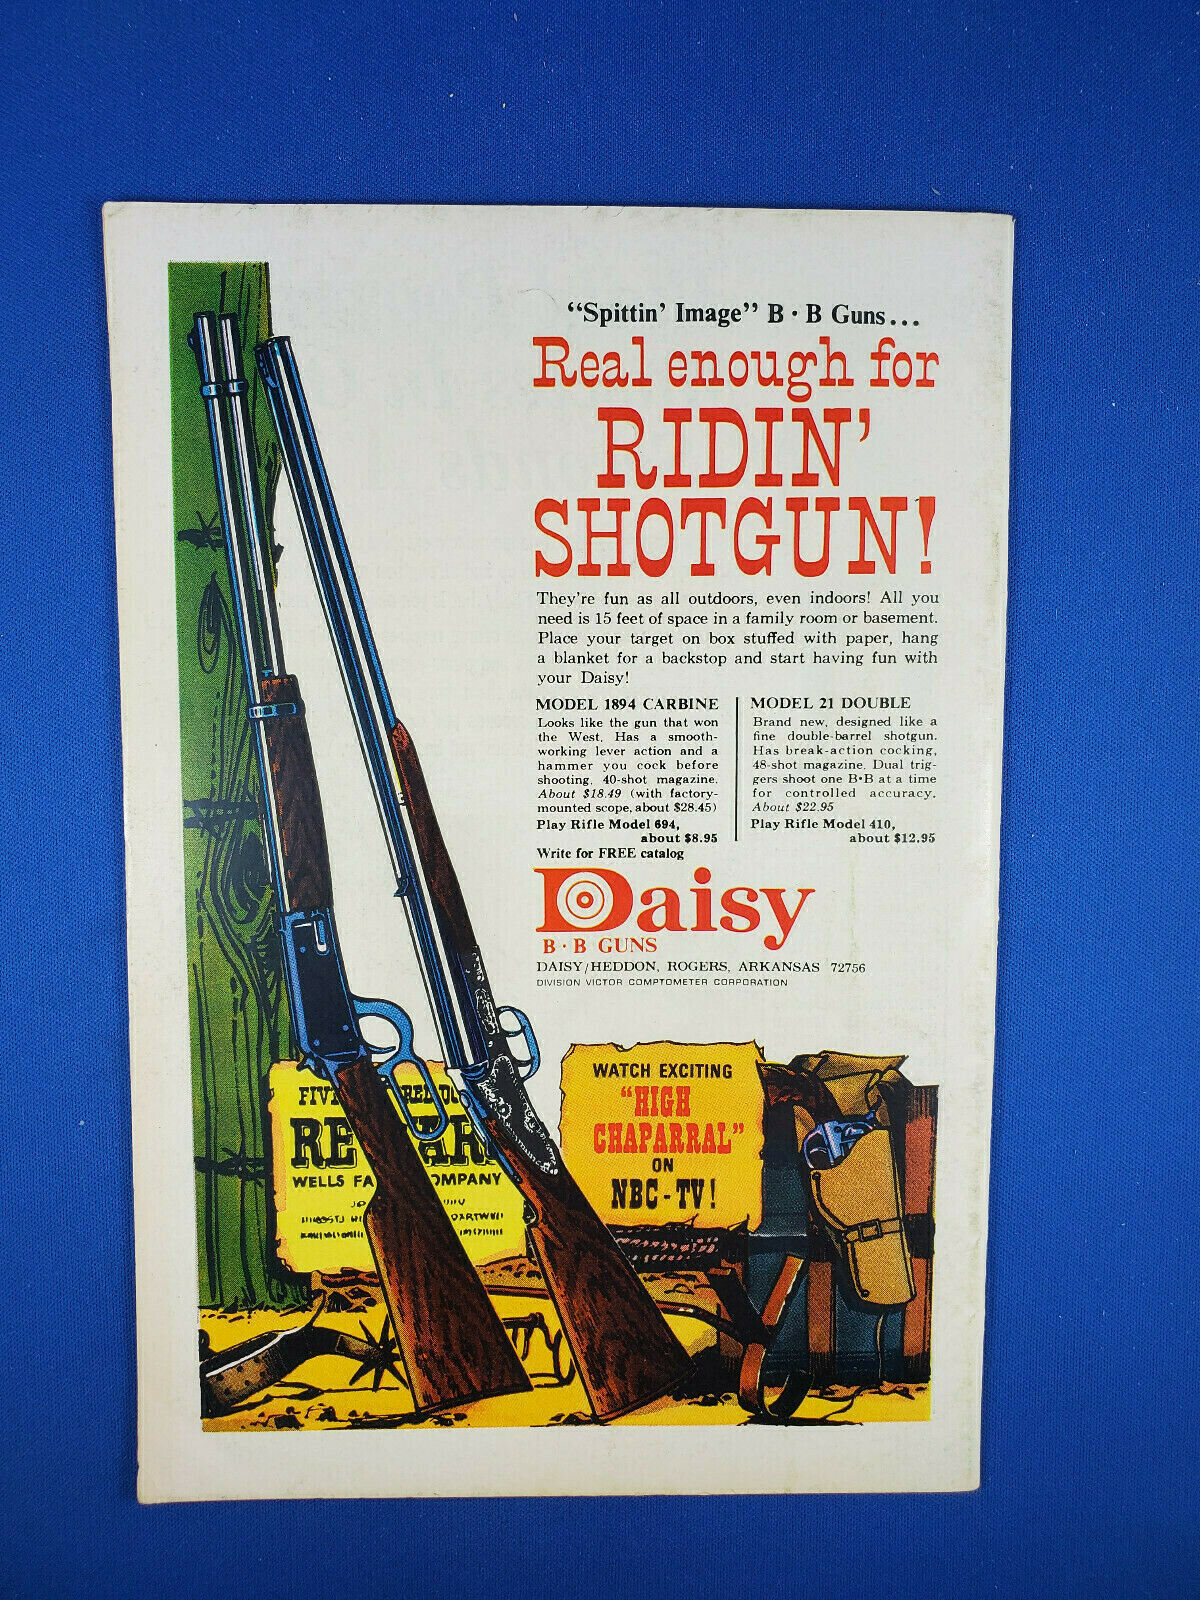 “Spittin’ Image” B · B Guns...
Real enough for
RIDIN’
SHOTGUN!
They're fun as all outdoors, even indoors! All you
need is 15 feet of space in a family room or basement.
Place your target on box stuffed with paper, hang
a blanket for a backstop and start having fun with
your Daisy!
MODEL 1894 CARBINE
Looks like the gun that won
the West. Has a smooth-
working lever action and a
hammer you cock before
shooting. 40-shot magazine.
About $18.49 (with factory-
mounted scope, about $28.45)
Play Rifle Model 694,
about $8.95
Write for FREE catalog
MODEL 21 DOUBLE
Brand new, designed like a
fine double-barrel shotgun.
Has break-action cocking,
48-shot magazine. Dual trig-
gers shoot one B•B at a time
for controlled accuracy.
About $22.95
Play Rifle Model 410,
about $12.95
Daisy
B · B GUNS
DAISY/HEDDON, ROGERS, ARKANSAS 72756
DIVISION VICTOR COMPTOMETER CORPORATION
WATCH EXCITING
“HIGH
CHAPARRAL”
ON
NBC-TV!
WELLS